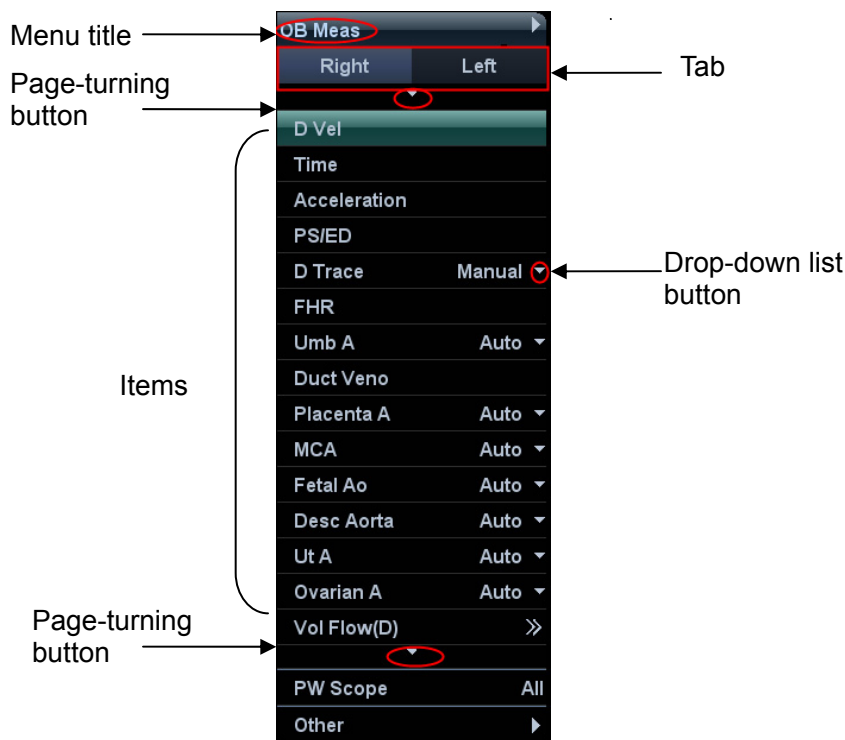 Menu title
OB Meas
Right Left
Tab
Page-turning
button
D Vel
Time
Acceleration
PS/ED
D Trace Manual
Drop-down list
button
FHR
Umb A Auto
Items
Duct Veno
Placenta A Auto
MCA Auto
Fetal Ao Auto
Desc Aorta Auto
Ut A Auto
Ovarian A Auto
Page-turning
button
Vol Flow(D) »
PW Scope All
Other